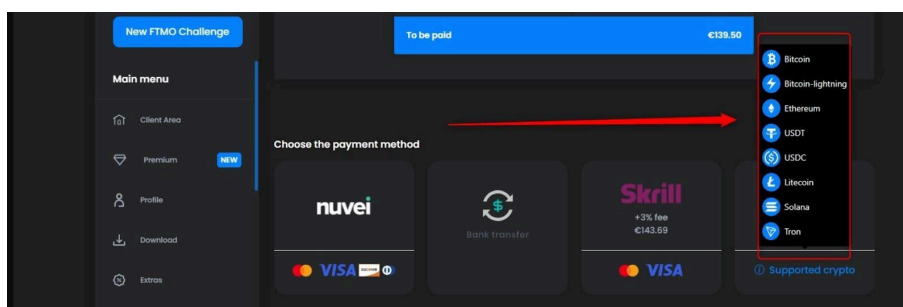 New FTMO Challenge
Main menu
Client Area
Premium
NEW
Profile
Download
Extras
To be paid
€139.50
Choose the payment method
nuvei
VISA
DISCOVER
Bank transfer
Skrill
+3% fee
€143.69
VISA
Bitcoin
Bitcoin-lightning
Ethereum
USDT
USDC
Litecoin
Solana
Tron
Supported crypto